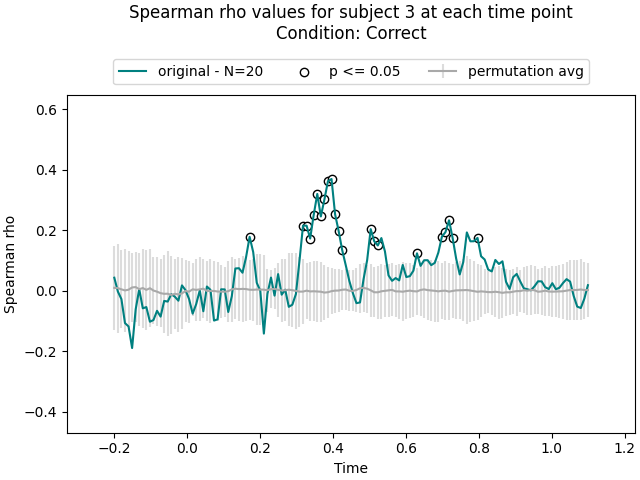 Spearman rho values for subject 3 at each time point
Condition: Correct
original - N=20
p <= 0.05
permutation avg
0.6
0.4
0.2
0.0
−0.2
−0.4
Spearman rho
−0.2
0.0
0.2
0.4
0.6
0.8
1.0
1.2
Time